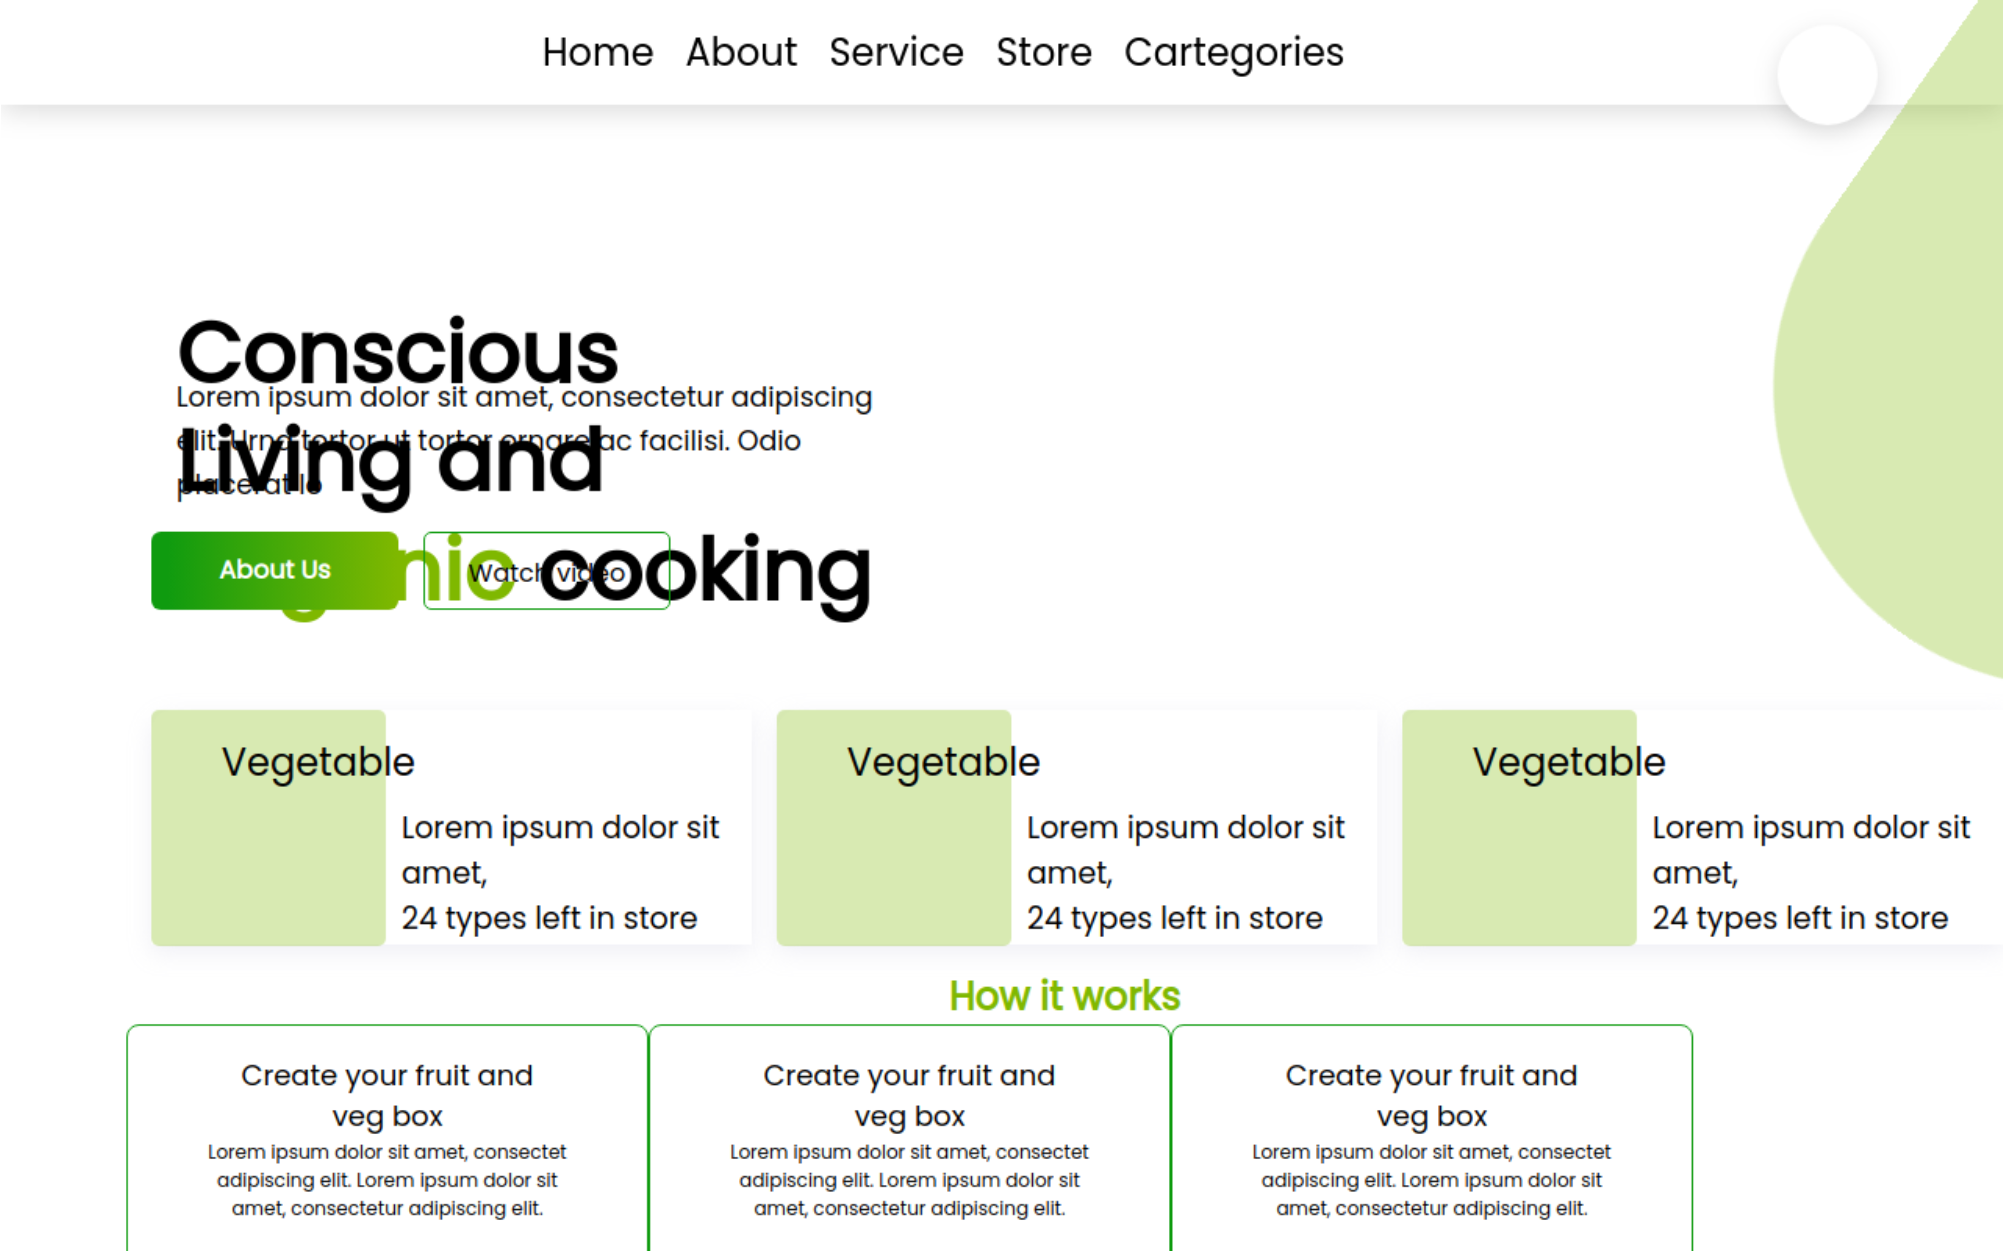 Home About Service Store Cartegories
Conscious
Living and
nic cooking
Lorem ipsum dolor sit amet, consectetur adipiscing
elit. Urna tortor ut tortor ornare ac facilisi. Odio
placerat lo
About Us
Watch video
Vegetable
Lorem ipsum dolor sit
amet,
24 types left in store
Vegetable
Lorem ipsum dolor sit
amet,
24 types left in store
Vegetable
Lorem ipsum dolor sit
amet,
24 types left in store
How it works
Create your fruit and
veg box
Lorem ipsum dolor sit amet, consectet
adipiscing elit. Lorem ipsum dolor sit
amet, consectetur adipiscing elit.
Create your fruit and
veg box
Lorem ipsum dolor sit amet, consectet
adipiscing elit. Lorem ipsum dolor sit
amet, consectetur adipiscing elit.
Create your fruit and
veg box
Lorem ipsum dolor sit amet, consectet
adipiscing elit. Lorem ipsum dolor sit
amet, consectetur adipiscing elit.